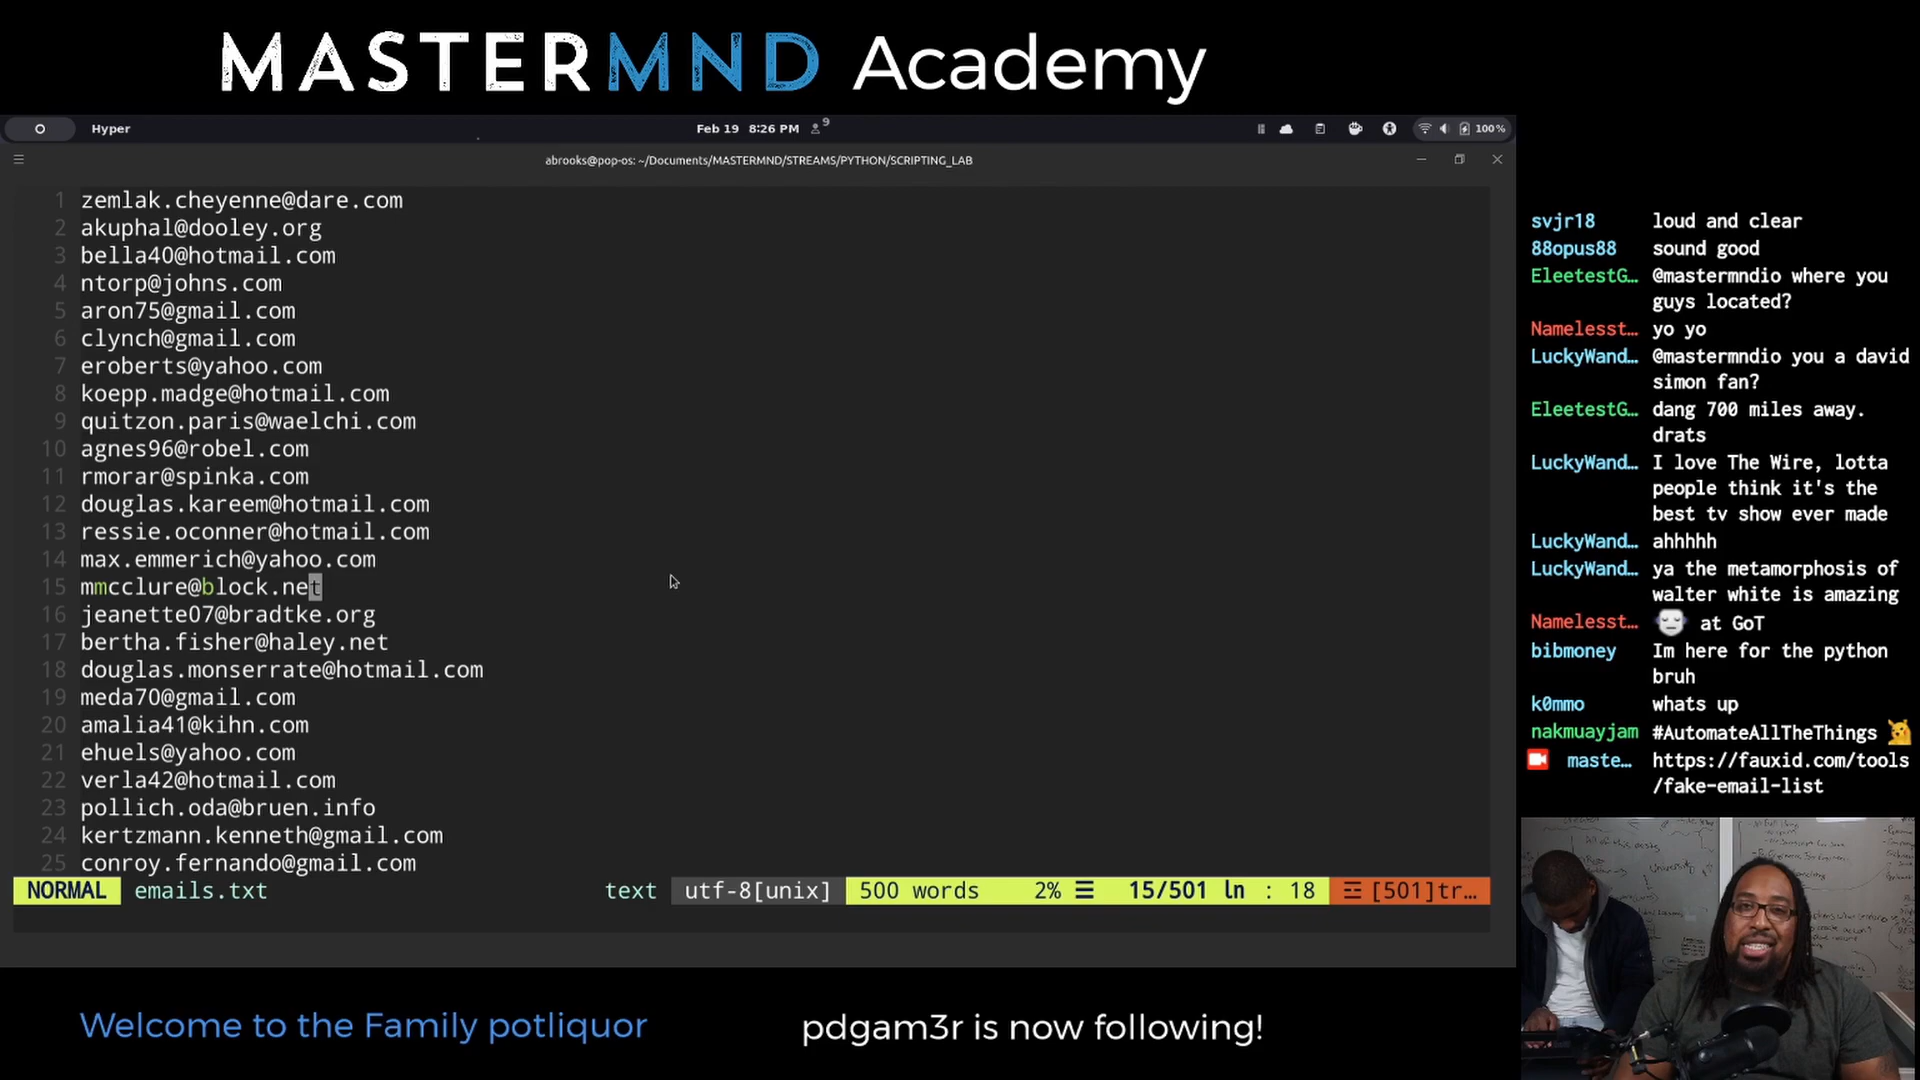 MASTERMND Academy
Hyper
Feb 19 8:26 PM
9
100%
abrooks@pop-os: ~/Documents/MASTERMND/STREAMS/PYTHON/SCRIPTING_LAB
1 zemlak.cheyenne@dare.com
2 akuphal@dooley.org
3 bella40@hotmail.com
4 ntorp@johns.com
5 aron75@gmail.com
6 clynch@gmail.com
7 eroberts@yahoo.com
8 koepp.madge@hotmail.com
9 quitzon.paris@waelchi.com
10 agnes96@robel.com
11 rmorar@spinka.com
12 douglas.kareem@hotmail.com
13 ressie.oconner@hotmail.com
14 max.emmerich@yahoo.com
15 mmcclure@block.net
16 jeanette07@bradtke.org
17 bertha.fisher@haley.net
18 douglas.monserrate@hotmail.com
19 meda70@gmail.com
20 amalia41@kihn.com
21 ehuels@yahoo.com
22 verla42@hotmail.com
23 pollich.oda@bruen.info
24 kertzmann.kenneth@gmail.com
25 conroy.fernando@gmail.com
NORMAL emails.txt text utf-8[unix] 500 words 2% ☰ 15/501 ln : 18 ☲ [501]tr…
svjr18 loud and clear
88opus88 sound good
EleetestG… @mastermndio where you
guys located?
Namelesst… yo yo
LuckyWand… @mastermndio you a david
simon fan?
EleetestG… dang 700 miles away.
drats
LuckyWand… I love The Wire, lotta
people think it's the
best tv show ever made
LuckyWand… ahhhhh
LuckyWand… ya the metamorphosis of
walter white is amazing
Namelesst… at GoT
bibmoney Im here for the python
bruh
k0mmo whats up
nakmuayjam #AutomateAllTheThings
maste… https://fauxid.com/tools
/fake-email-list
Welcome to the Family potliquor
pdgam3r is now following!